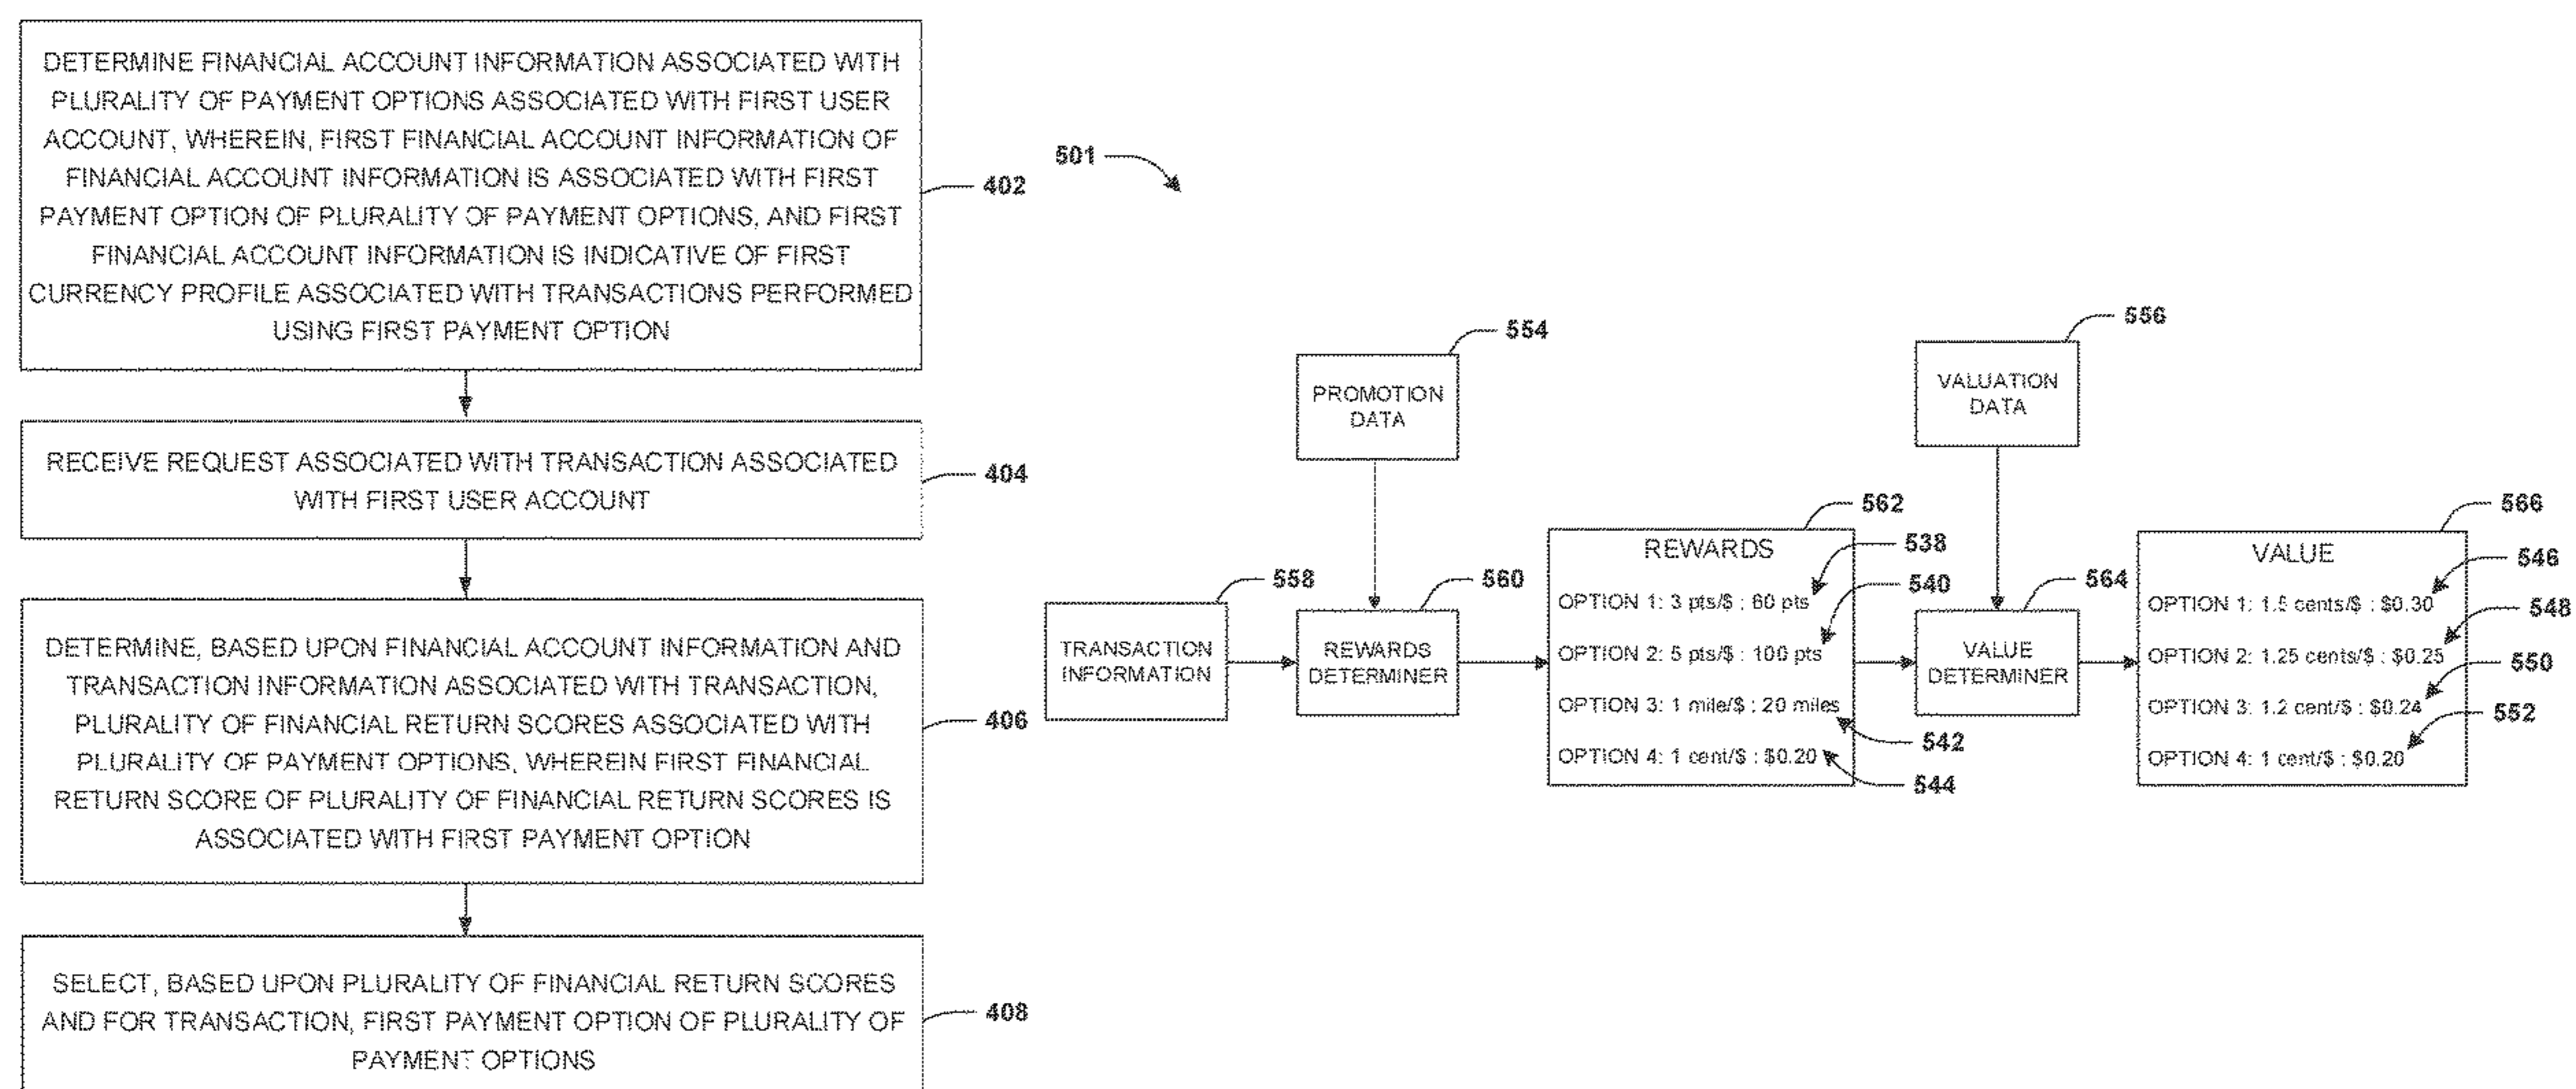 DETERMINE FINANCIAL ACCOUNT INFORMATION ASSOCIATED WITH
PLURALITY OF PAYMENT OPTIONS ASSOCIATED WITH FIRST USER
ACCOUNT, WHEREIN, FIRST FINANCIAL ACCOUNT INFORMATION OF
FINANCIAL ACCOUNT INFORMATION IS ASSOCIATED WITH FIRST
PAYMENT OPTION OF PLURALITY OF PAYMENT OPTIONS, AND FIRST
FINANCIAL ACCOUNT INFORMATION IS INDICATIVE OF FIRST
CURRENCY PROFILE ASSOCIATED WITH TRANSACTIONS PERFORMED
USING FIRST PAYMENT OPTION
402
RECEIVE REQUEST ASSOCIATED WITH TRANSACTION ASSOCIATED
WITH FIRST USER ACCOUNT
404
DETERMINE, BASED UPON FINANCIAL ACCOUNT INFORMATION AND
TRANSACTION INFORMATION ASSOCIATED WITH TRANSACTION,
PLURALITY OF FINANCIAL RETURN SCORES ASSOCIATED WITH
PLURALITY OF PAYMENT OPTIONS, WHEREIN FIRST FINANCIAL
RETURN SCORE OF PLURALITY OF FINANCIAL RETURN SCORES IS
ASSOCIATED WITH FIRST PAYMENT OPTION
406
SELECT, BASED UPON PLURALITY OF FINANCIAL RETURN SCORES
AND FOR TRANSACTION, FIRST PAYMENT OPTION OF PLURALITY OF
PAYMENT OPTIONS
408
501
558
TRANSACTION
INFORMATION
554
PROMOTION
DATA
560
REWARDS
DETERMINER
562
REWARDS
538
OPTION 1: 3 pts/$ : 60 pts
540
OPTION 2: 5 pts/$ : 100 pts
OPTION 3: 1 mile/$ : 20 miles
542
OPTION 4: 1 cent/$ : $0.20
544
556
VALUATION
DATA
564
VALUE
DETERMINER
566
VALUE
546
OPTION 1: 1.5 cents/$ : $0.30
548
OPTION 2: 1.25 cents/$ : $0.25
550
OPTION 3: 1.2 cent/$ : $0.24
552
OPTION 4: 1 cent/$ : $0.20